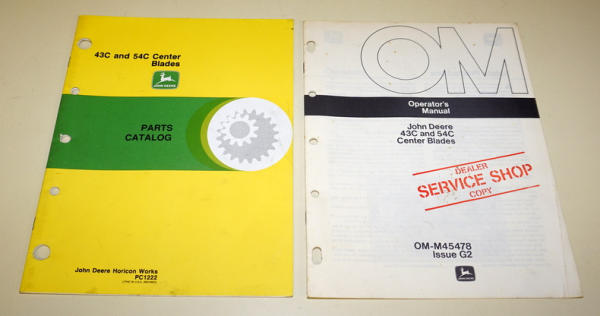 43C and 54C Center
Blades
JOHN DEERE
PARTS
CATALOG
John Deere Horicon Works
PC1222
OM
Operator's
Manual
John Deere
43C and 54C
Center Blades
DEALER
SERVICE SHOP
COPY
OM-M45478
Issue G2
JOHN DEERE